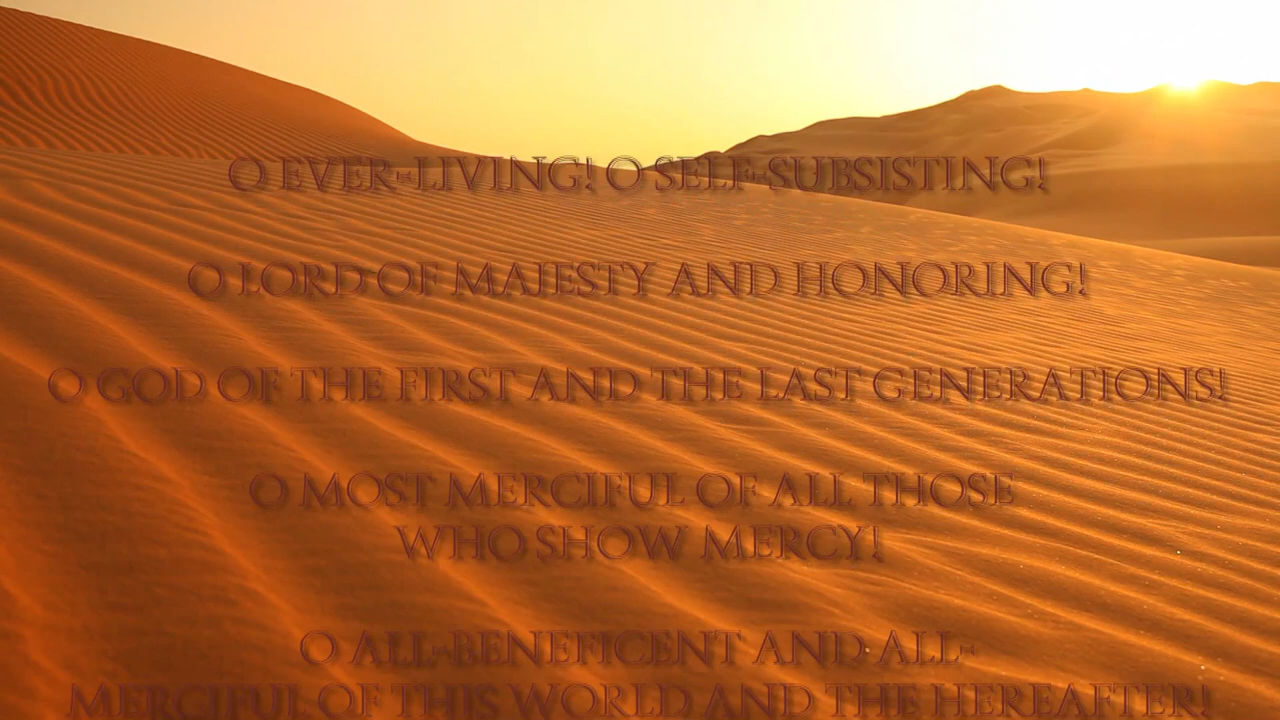 O EVER-LIVING! O SELF-SUBSISTING!
O LORD OF MAJESTY AND HONORING!
O GOD OF THE FIRST AND THE LAST GENERATIONS!
O MOST MERCIFUL OF ALL THOSE
WHO SHOW MERCY!
O ALL-BENEFICENT AND ALL-
MERCIFUL OF THIS WORLD AND THE HEREAFTER!